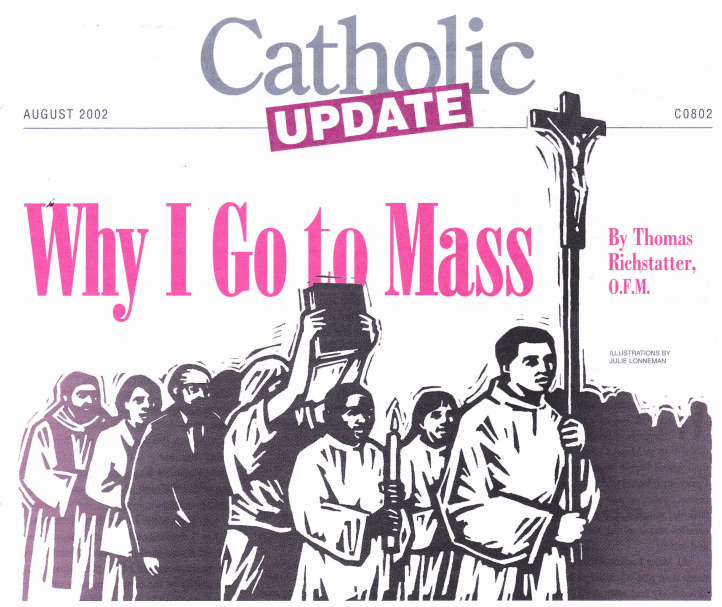 Catholic
UPDATE
AUGUST 2002
C0802
Why I Go to Mass
By Thomas
Richstatter,
O.F.M.
ILLUSTRATIONS BY
JULIE LONNEMAN